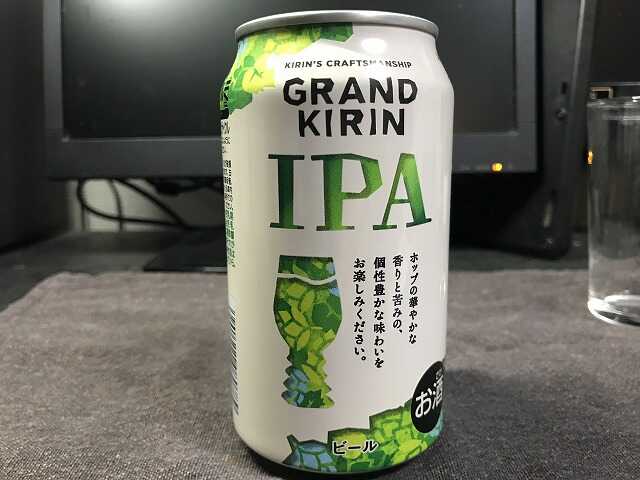 KIRIN'S CRAFTSMANSHIP
GRAND
KIRIN
IPA
ホップの華やかな
香りと苦みの、
個性豊かな味わいを
お楽しみください。
お酒
ビール